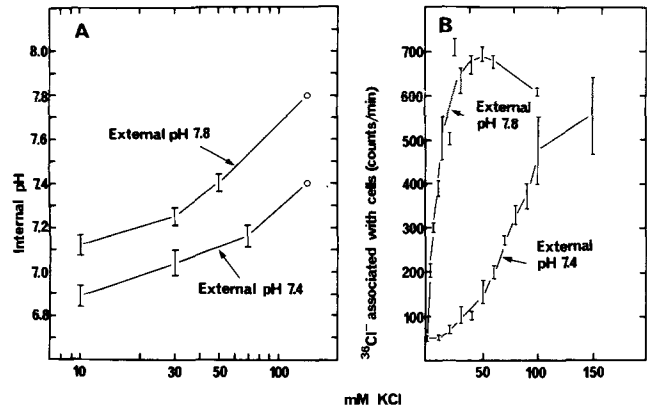 A
Internal pH
8.0
7.8
7.6
7.4
7.2
7.0
6.8
External pH 7.8
External pH 7.4
10
30
50
100
B
³⁶Cl⁻ associated with cells (counts/min)
700
600
500
400
300
200
100
External
pH 7.8
External
pH 7.4
50
100
150
mM KCl